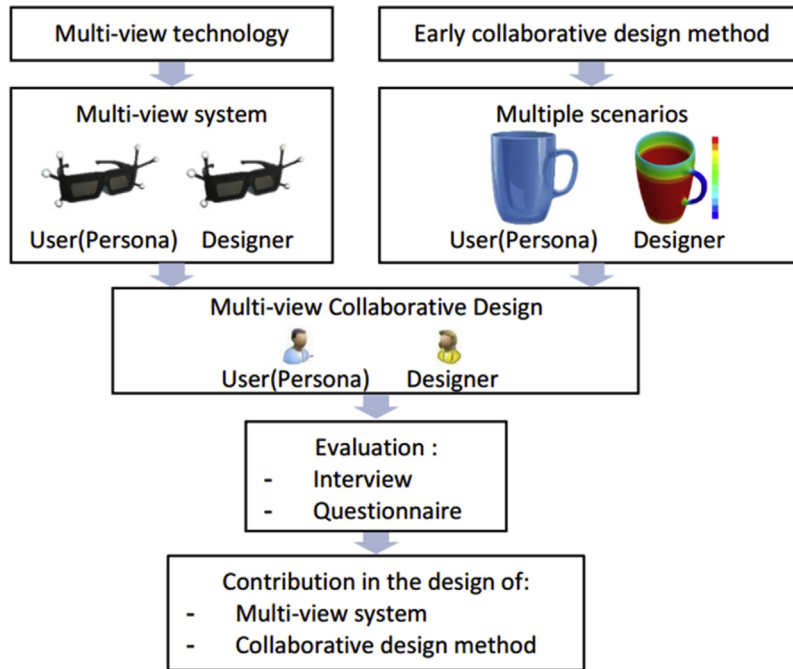 Multi-view technology
Early collaborative design method
Multi-view system
User(Persona) Designer
Multiple scenarios
User(Persona) Designer
Multi-view Collaborative Design
User(Persona) Designer
Evaluation :
- Interview
- Questionnaire
Contribution in the design of:
- Multi-view system
- Collaborative design method